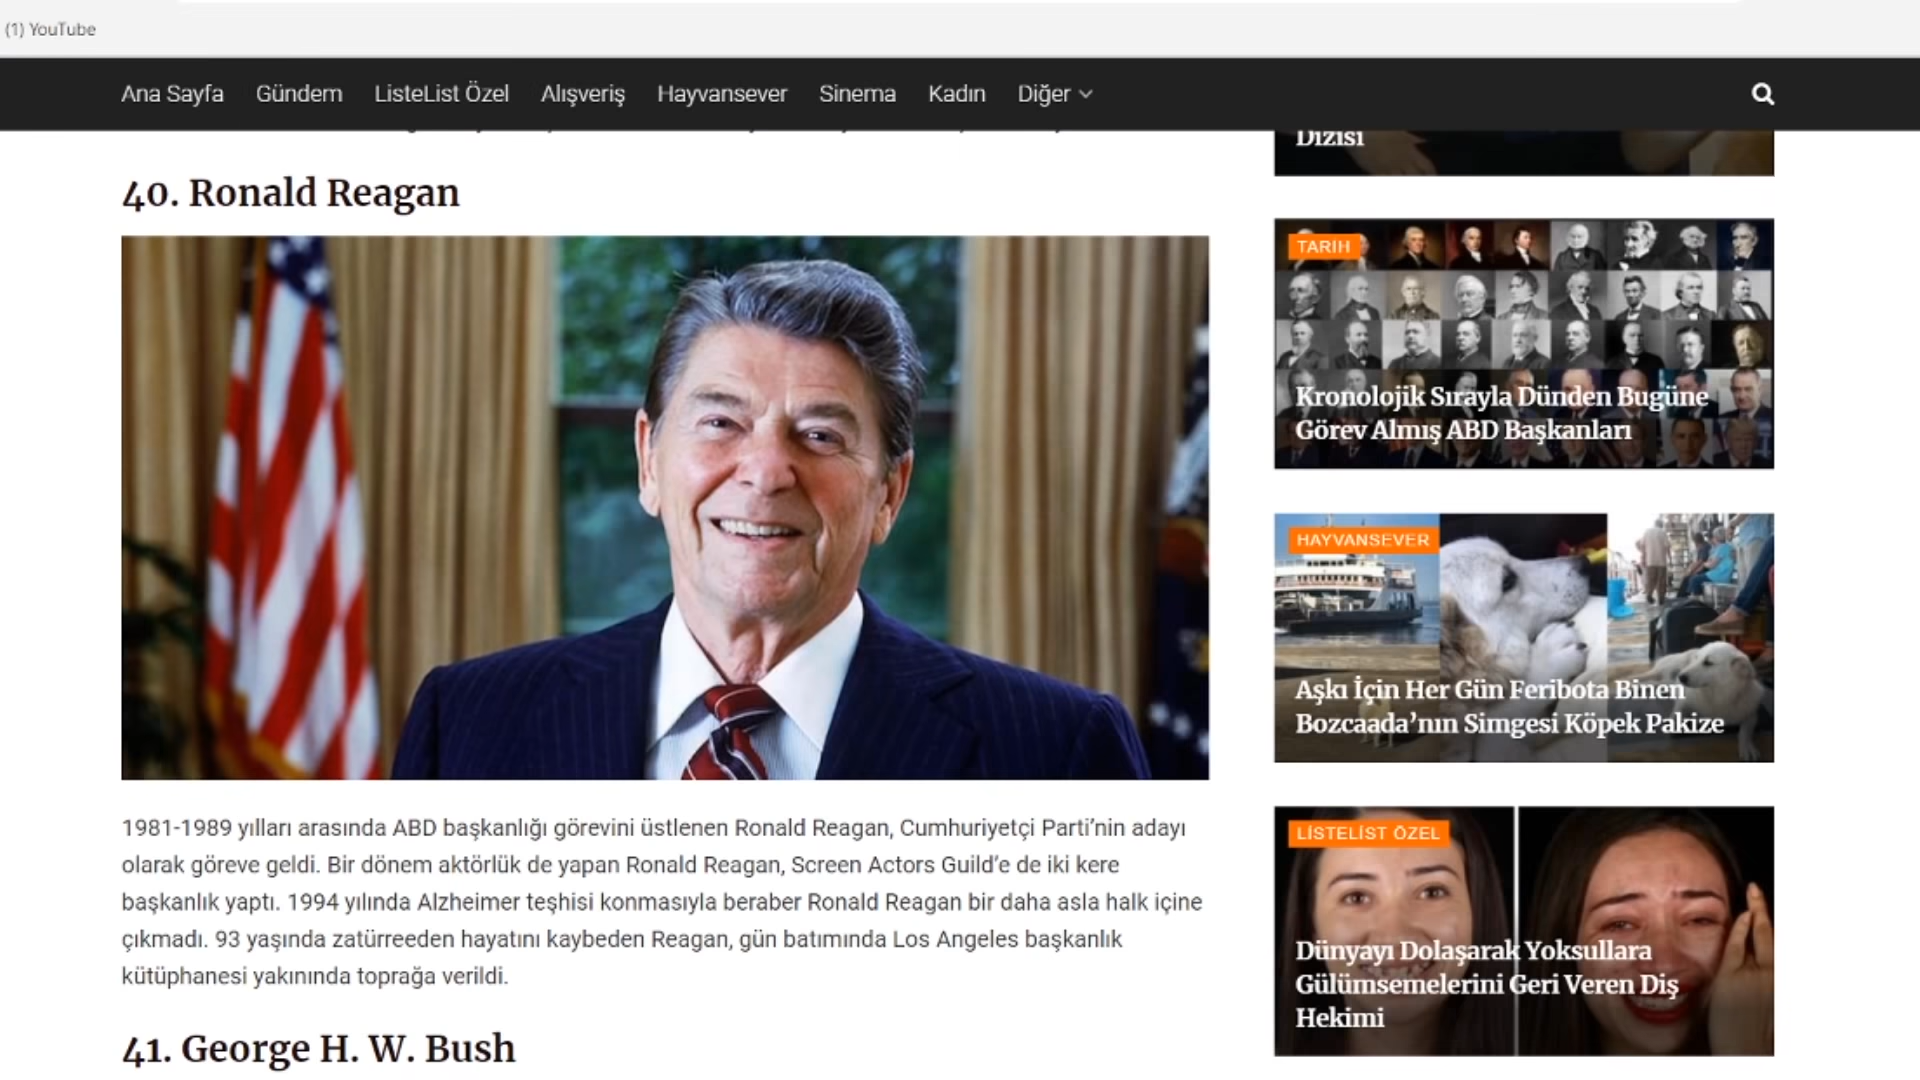 (1) YouTube
Ana Sayfa Gündem ListeList Özel Alışveriş Hayvansever Sinema Kadın Diğer
40. Ronald Reagan
1981-1989 yılları arasında ABD başkanlığı görevini üstlenen Ronald Reagan, Cumhuriyetçi Parti’nin adayı
olarak göreve geldi. Bir dönem aktörlük de yapan Ronald Reagan, Screen Actors Guild’e de iki kere
başkanlık yaptı. 1994 yılında Alzheimer teşhisi konmasıyla beraber Ronald Reagan bir daha asla halk içine
çıkmadı. 93 yaşında zatürreeden hayatını kaybeden Reagan, gün batımında Los Angeles başkanlık
kütüphanesi yakınında toprağa verildi.
41. George H. W. Bush
Dizisi
TARIH
Kronolojik Sırayla Dünden Bugüne
Görev Almış ABD Başkanları
HAYVANSEVER
Aşkı İçin Her Gün Feribota Binen
Bozcaada’nın Simgesi Köpek Pakize
LİSTELİST ÖZEL
Dünyayı Dolaşarak Yoksullara
Gülümsemelerini Geri Veren Diş
Hekimi